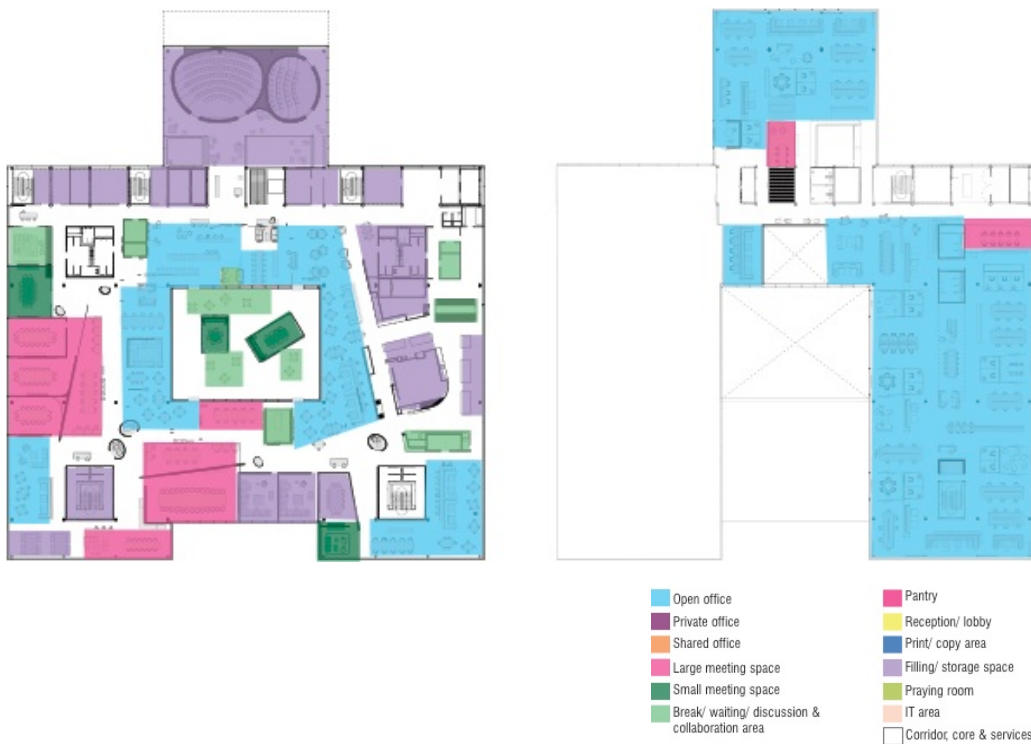 Open office
Private office
Shared office
Large meeting space
Small meeting space
Break/ waiting/ discussion &
collaboration area
Pantry
Reception/ lobby
Print/ copy area
Filling/ storage space
Praying room
IT area
Corridor, core & services